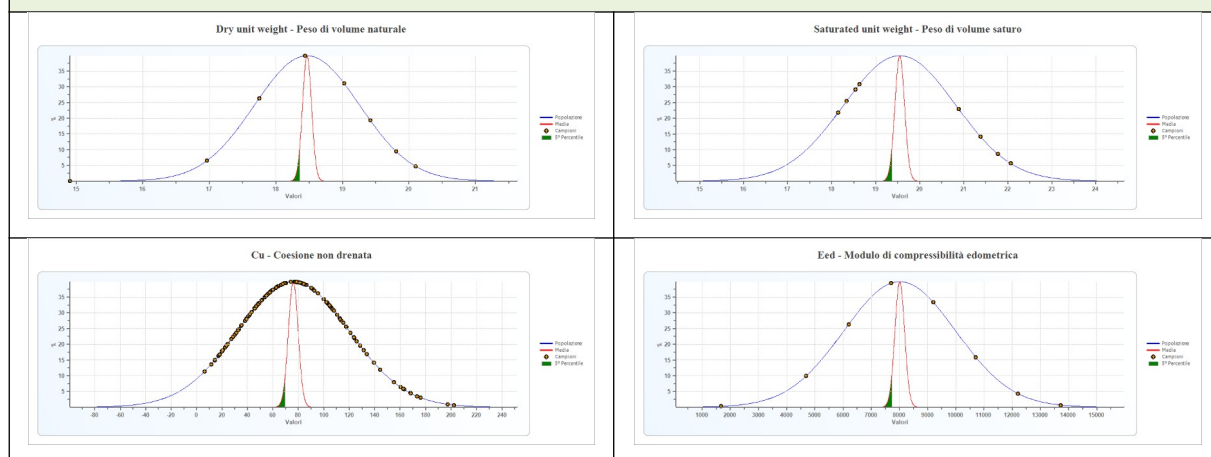 Dry unit weight - Peso di volume naturale
35
30
25
% 20
15
10
5
15 16 17 18 19 20 21
Valori
Popolazione
Media
Campioni
5° Percentile
Saturated unit weight - Peso di volume saturo
35
30
25
% 20
15
10
5
15 16 17 18 19 20 21 22 23 24
Valori
Popolazione
Media
Campioni
5° Percentile
Cu - Coesione non drenata
35
30
25
% 20
15
10
5
-80 -60 -40 -20 0 20 40 60 80 100 120 140 160 180 200 220 240
Valori
Popolazione
Media
Campioni
5° Percentile
Eed - Modulo di compressibilità edometrica
35
30
25
% 20
15
10
5
1000 2000 3000 4000 5000 6000 7000 8000 9000 10000 11000 12000 13000 14000 15000
Valori
Popolazione
Media
Campioni
5° Percentile